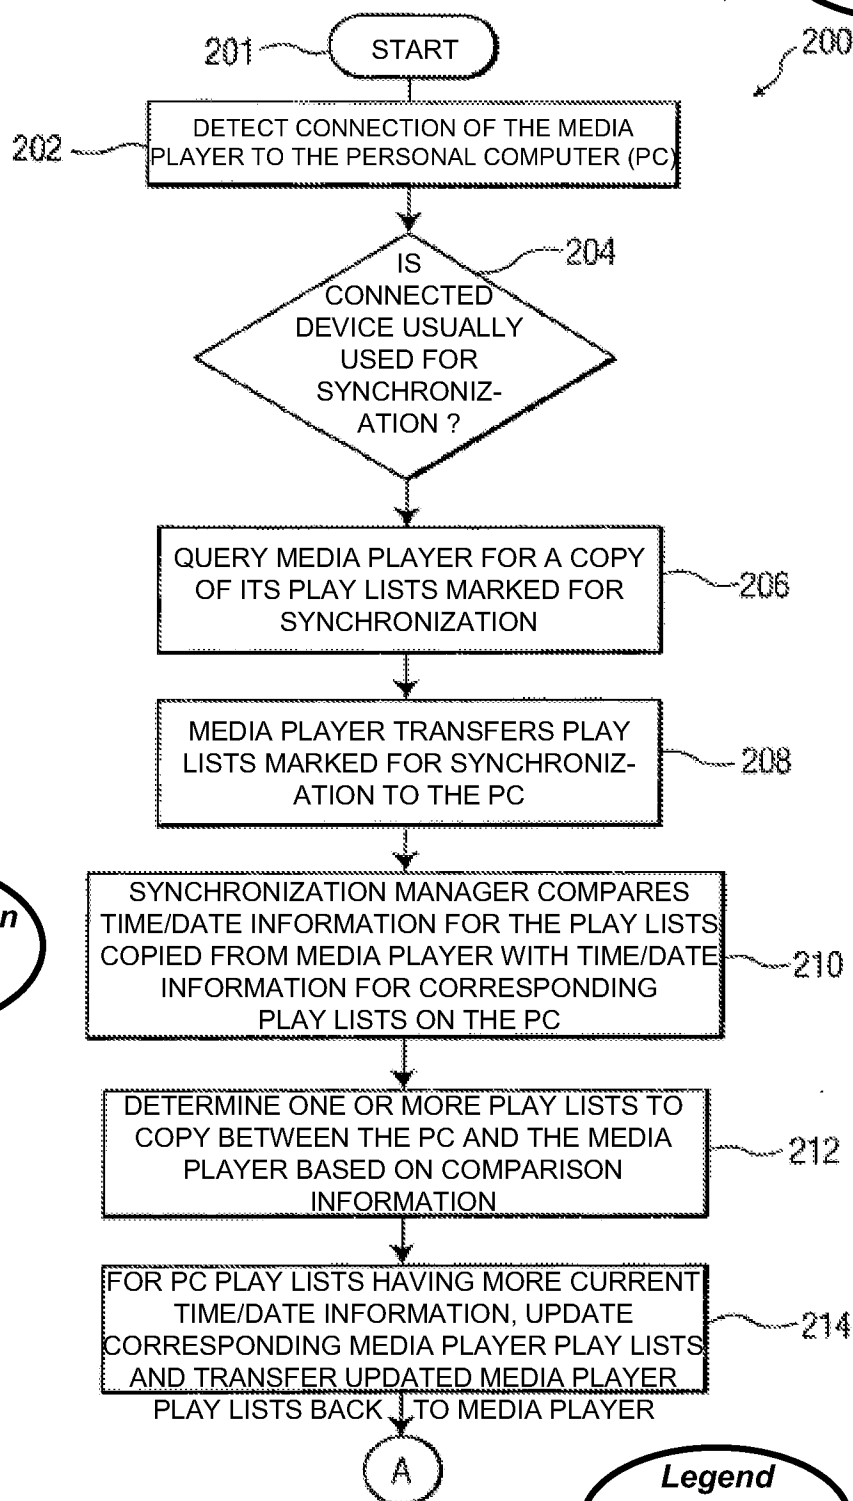 201
START
200
202
DETECT CONNECTION OF THE MEDIA
PLAYER TO THE PERSONAL COMPUTER (PC)
204
IS
CONNECTED
DEVICE USUALLY
USED FOR
SYNCHRONIZ-
ATION ?
QUERY MEDIA PLAYER FOR A COPY
OF ITS PLAY LISTS MARKED FOR
SYNCHRONIZATION
206
MEDIA PLAYER TRANSFERS PLAY
LISTS MARKED FOR SYNCHRONIZ-
ATION TO THE PC
208
n
SYNCHRONIZATION MANAGER COMPARES
TIME/DATE INFORMATION FOR THE PLAY LISTS
COPIED FROM MEDIA PLAYER WITH TIME/DATE
INFORMATION FOR CORRESPONDING
PLAY LISTS ON THE PC
210
DETERMINE ONE OR MORE PLAY LISTS TO
COPY BETWEEN THE PC AND THE MEDIA
PLAYER BASED ON COMPARISON
INFORMATION
212
FOR PC PLAY LISTS HAVING MORE CURRENT
TIME/DATE INFORMATION, UPDATE
CORRESPONDING MEDIA PLAYER PLAY LISTS
AND TRANSFER UPDATED MEDIA PLAYER
PLAY LISTS BACK TO MEDIA PLAYER
214
A
Legend